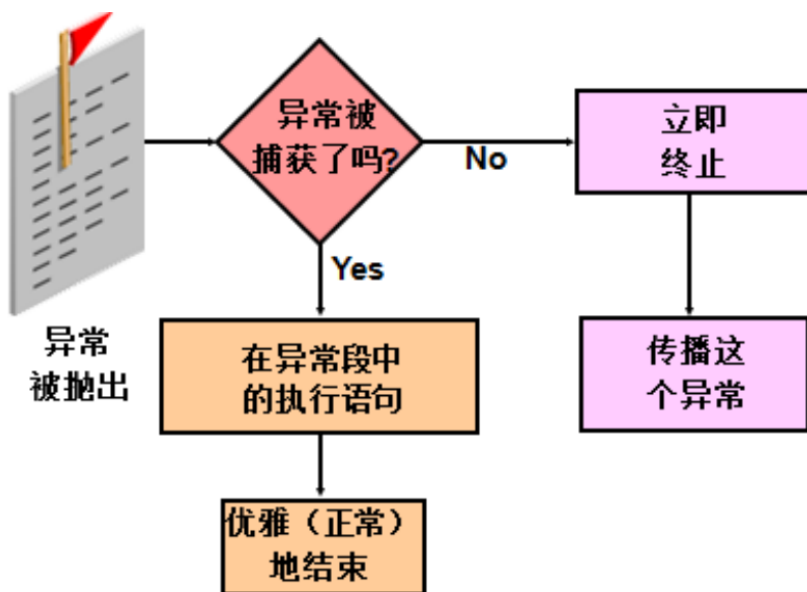 异常被
捕获了吗?
No
立即
终止
Yes
异常
被抛出
在异常段中
的执行语句
传播这
个异常
优雅（正常）
地结束